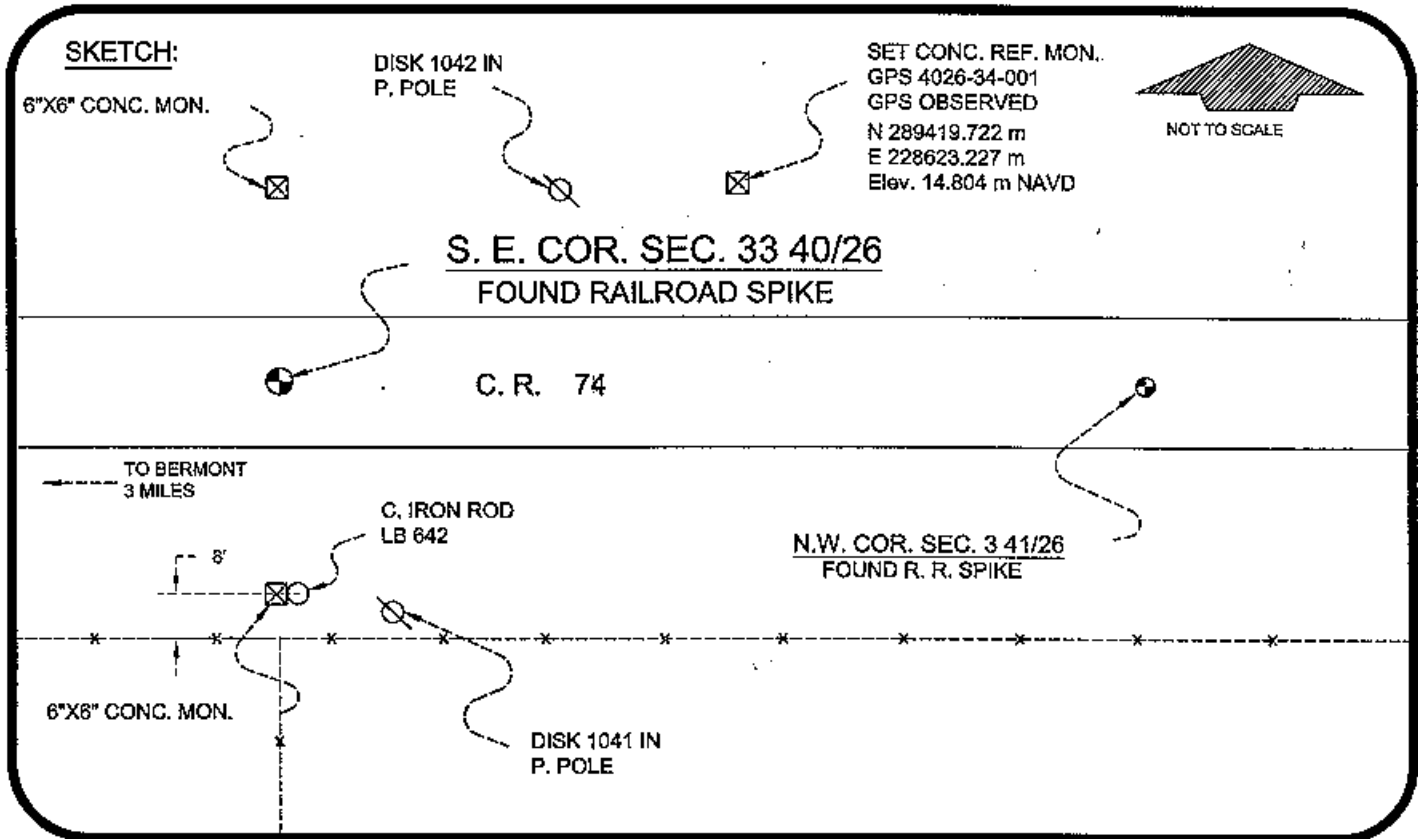 SKETCH:
6"X6" CONC. MON.
DISK 1042 IN
P. POLE
SET CONC. REF. MON.
GPS 4026-34-001
GPS OBSERVED
N 289419.722 m
E 228623.227 m
Elev. 14.804 m NAVD
NOT TO SCALE
S. E. COR. SEC. 33 40/26
FOUND RAILROAD SPIKE
C. R. 74
TO BERMONT
3 MILES
8'
C. IRON ROD
LB 642
N.W. COR. SEC. 3 41/26
FOUND R. R. SPIKE
6"X6" CONC. MON.
DISK 1041 IN
P. POLE